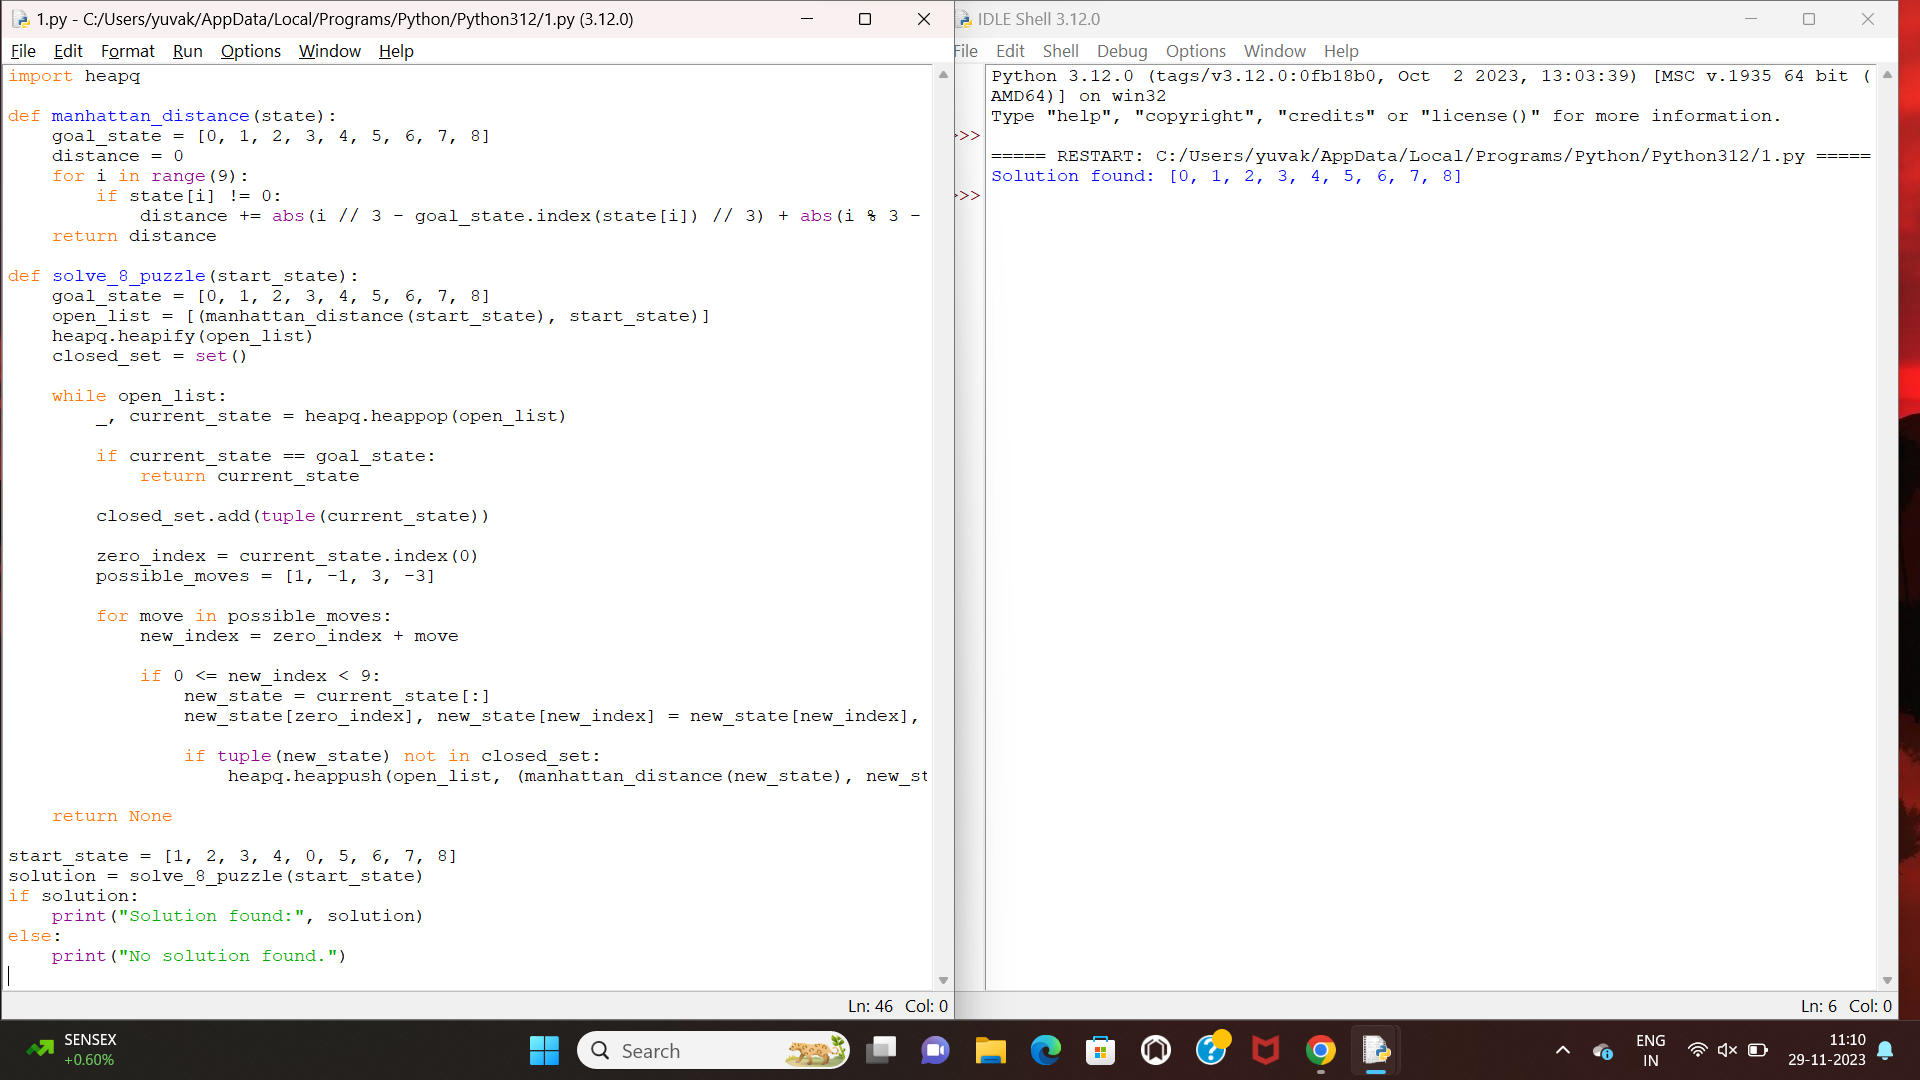 1.py - C:/Users/yuvak/AppData/Local/Programs/Python/Python312/1.py (3.12.0)
File Edit Format Run Options Window Help
import heapq
def manhattan_distance(state):
    goal_state = [0, 1, 2, 3, 4, 5, 6, 7, 8]
    distance = 0
    for i in range(9):
        if state[i] != 0:
            distance += abs(i // 3 - goal_state.index(state[i]) // 3) + abs(i % 3 -
    return distance
def solve_8_puzzle(start_state):
    goal_state = [0, 1, 2, 3, 4, 5, 6, 7, 8]
    open_list = [(manhattan_distance(start_state), start_state)]
    heapq.heapify(open_list)
    closed_set = set()
    while open_list:
        _, current_state = heapq.heappop(open_list)
        if current_state == goal_state:
            return current_state
        closed_set.add(tuple(current_state))
        zero_index = current_state.index(0)
        possible_moves = [1, -1, 3, -3]
        for move in possible_moves:
            new_index = zero_index + move
            if 0 <= new_index < 9:
                new_state = current_state[:]
                new_state[zero_index], new_state[new_index] = new_state[new_index],
                if tuple(new_state) not in closed_set:
                    heapq.heappush(open_list, (manhattan_distance(new_state), new_st
    return None
start_state = [1, 2, 3, 4, 0, 5, 6, 7, 8]
solution = solve_8_puzzle(start_state)
if solution:
    print("Solution found:", solution)
else:
    print("No solution found.")
Ln: 46 Col: 0
IDLE Shell 3.12.0
File Edit Shell Debug Options Window Help
Python 3.12.0 (tags/v3.12.0:0fb18b0, Oct  2 2023, 13:03:39) [MSC v.1935 64 bit (
AMD64)] on win32
Type "help", "copyright", "credits" or "license()" for more information.
>>>
===== RESTART: C:/Users/yuvak/AppData/Local/Programs/Python/Python312/1.py =====
Solution found: [0, 1, 2, 3, 4, 5, 6, 7, 8]
>>>
Ln: 6 Col: 0
SENSEX
+0.60%
Search
ENG
IN
11:10
29-11-2023